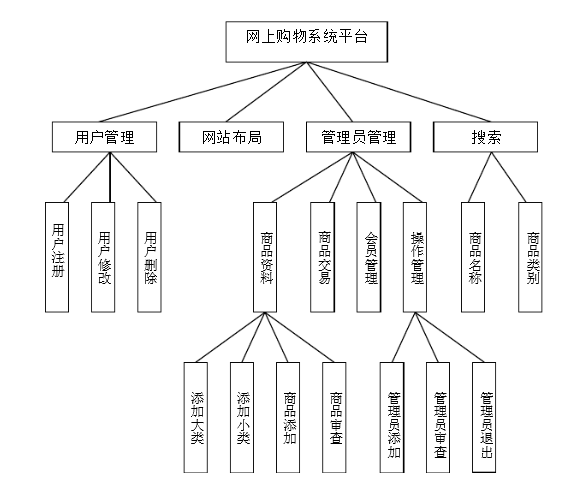 网上购物系统平台
用户管理
网站布局
管理员管理
搜索
用户注册
用户修改
用户删除
商品资料
商品交易
会员管理
操作管理
商品名称
商品类别
添加大类
添加小类
商品添加
商品审查
管理员添加
管理员审查
管理员退出